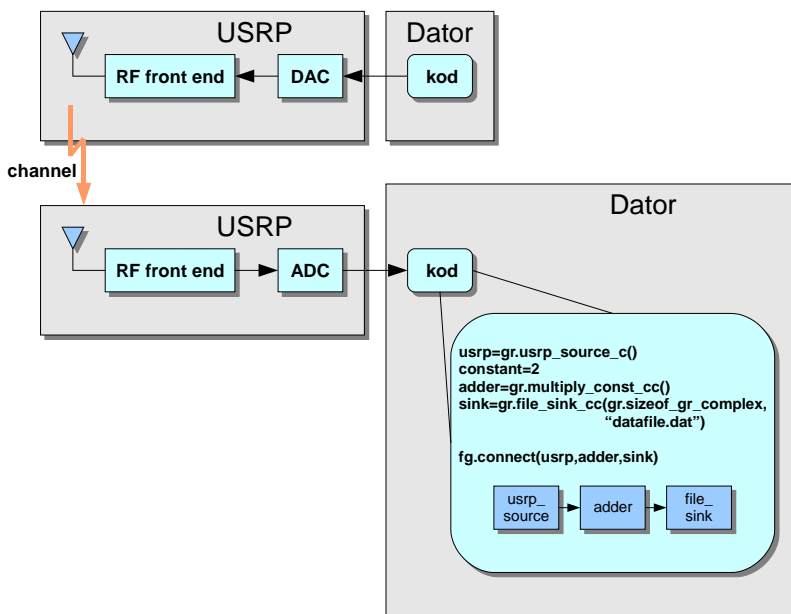 USRP
Dator
RF front end
DAC
kod
channel
USRP
Dator
RF front end
ADC
kod
usrp=gr.usrp_source_c()
constant=2
adder=gr.multiply_const_cc()
sink=gr.file_sink_cc(gr.sizeof_gr_complex,
“datafile.dat”)
fg.connect(usrp,adder,sink)
usrp_
source
adder
file_
sink